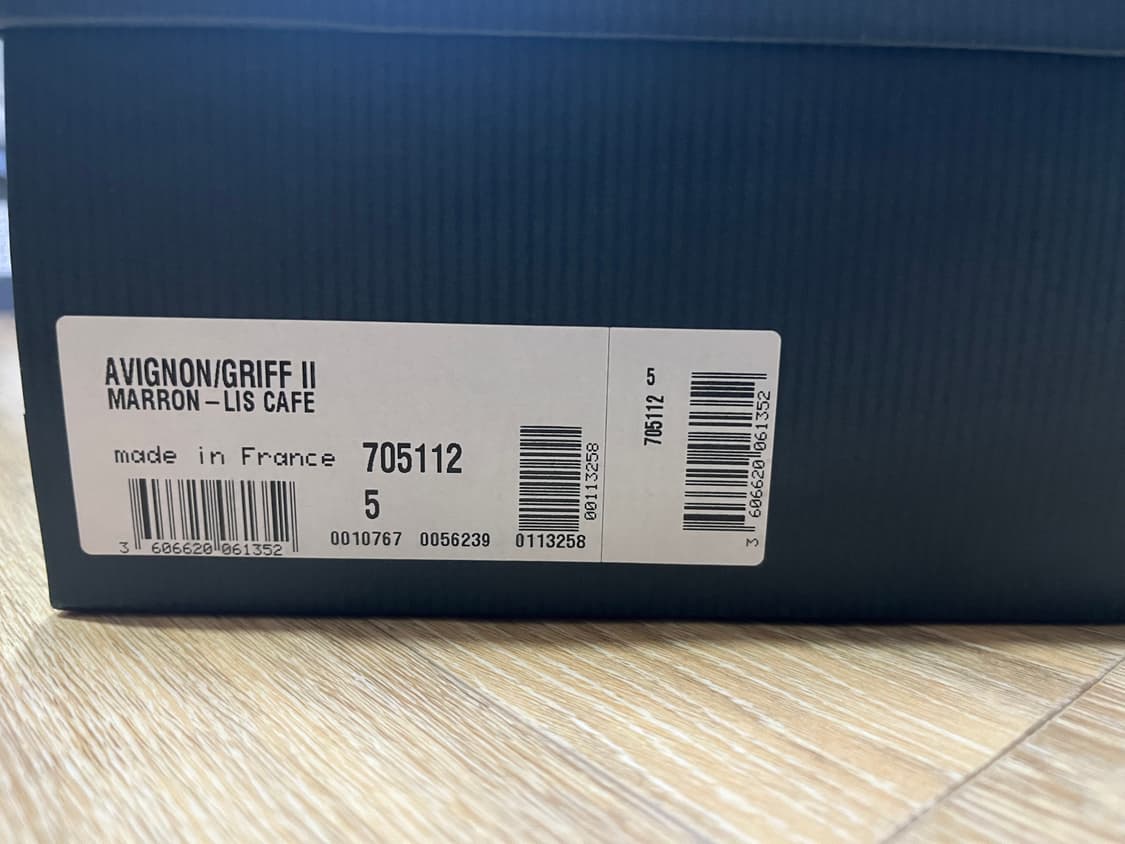 AVIGNON/GRIFF II
MARRON-LIS CAFE
made in France 705112
5
3 606620 061352
0010767 0056239 0113258
00113258
5
705112
3 606620 061352